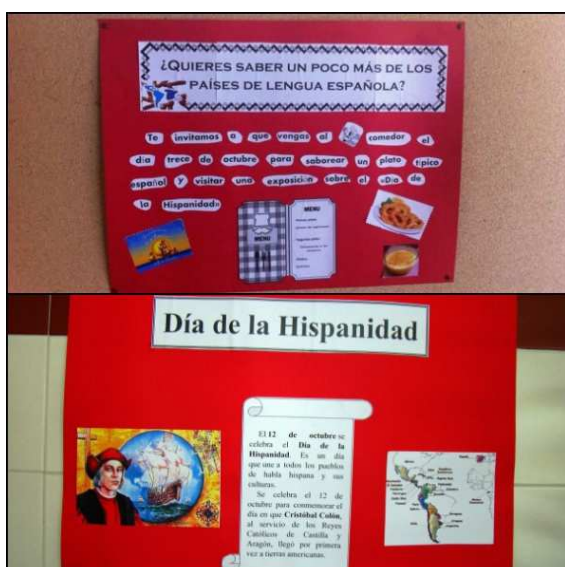 ¿QUIERES SABER UN POCO MÁS DE LOS
PAÍSES DE LENGUA ESPAÑOLA?
Te invitamos a que vengas al comedor el
día trece de octubre para saborear un plato típico
español y visitar una exposición sobre el «Día de
la Hispanidad»
MENU
MENU
Día de la Hispanidad
El 12 de octubre se
celebra el Día de la
Hispanidad. Es un día
que une a todos los pueblos
de habla hispana y sus
culturas.
Se celebra el 12 de
octubre para conmemorar el
día en que Cristóbal Colón,
al servicio de los Reyes
Católicos de Castilla y
Aragón, llegó por primera
vez a tierras americanas.